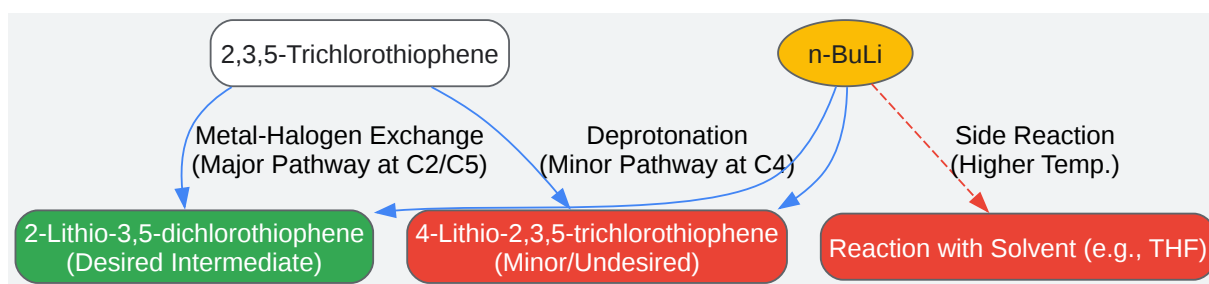 2,3,5-Trichlorothiophene
n-BuLi
Metal-Halogen Exchange
(Major Pathway at C2/C5)
Deprotonation
(Minor Pathway at C4)
Side Reaction
(Higher Temp.)
2-Lithio-3,5-dichlorothiophene
(Desired Intermediate)
4-Lithio-2,3,5-trichlorothiophene
(Minor/Undesired)
Reaction with Solvent (e.g., THF)